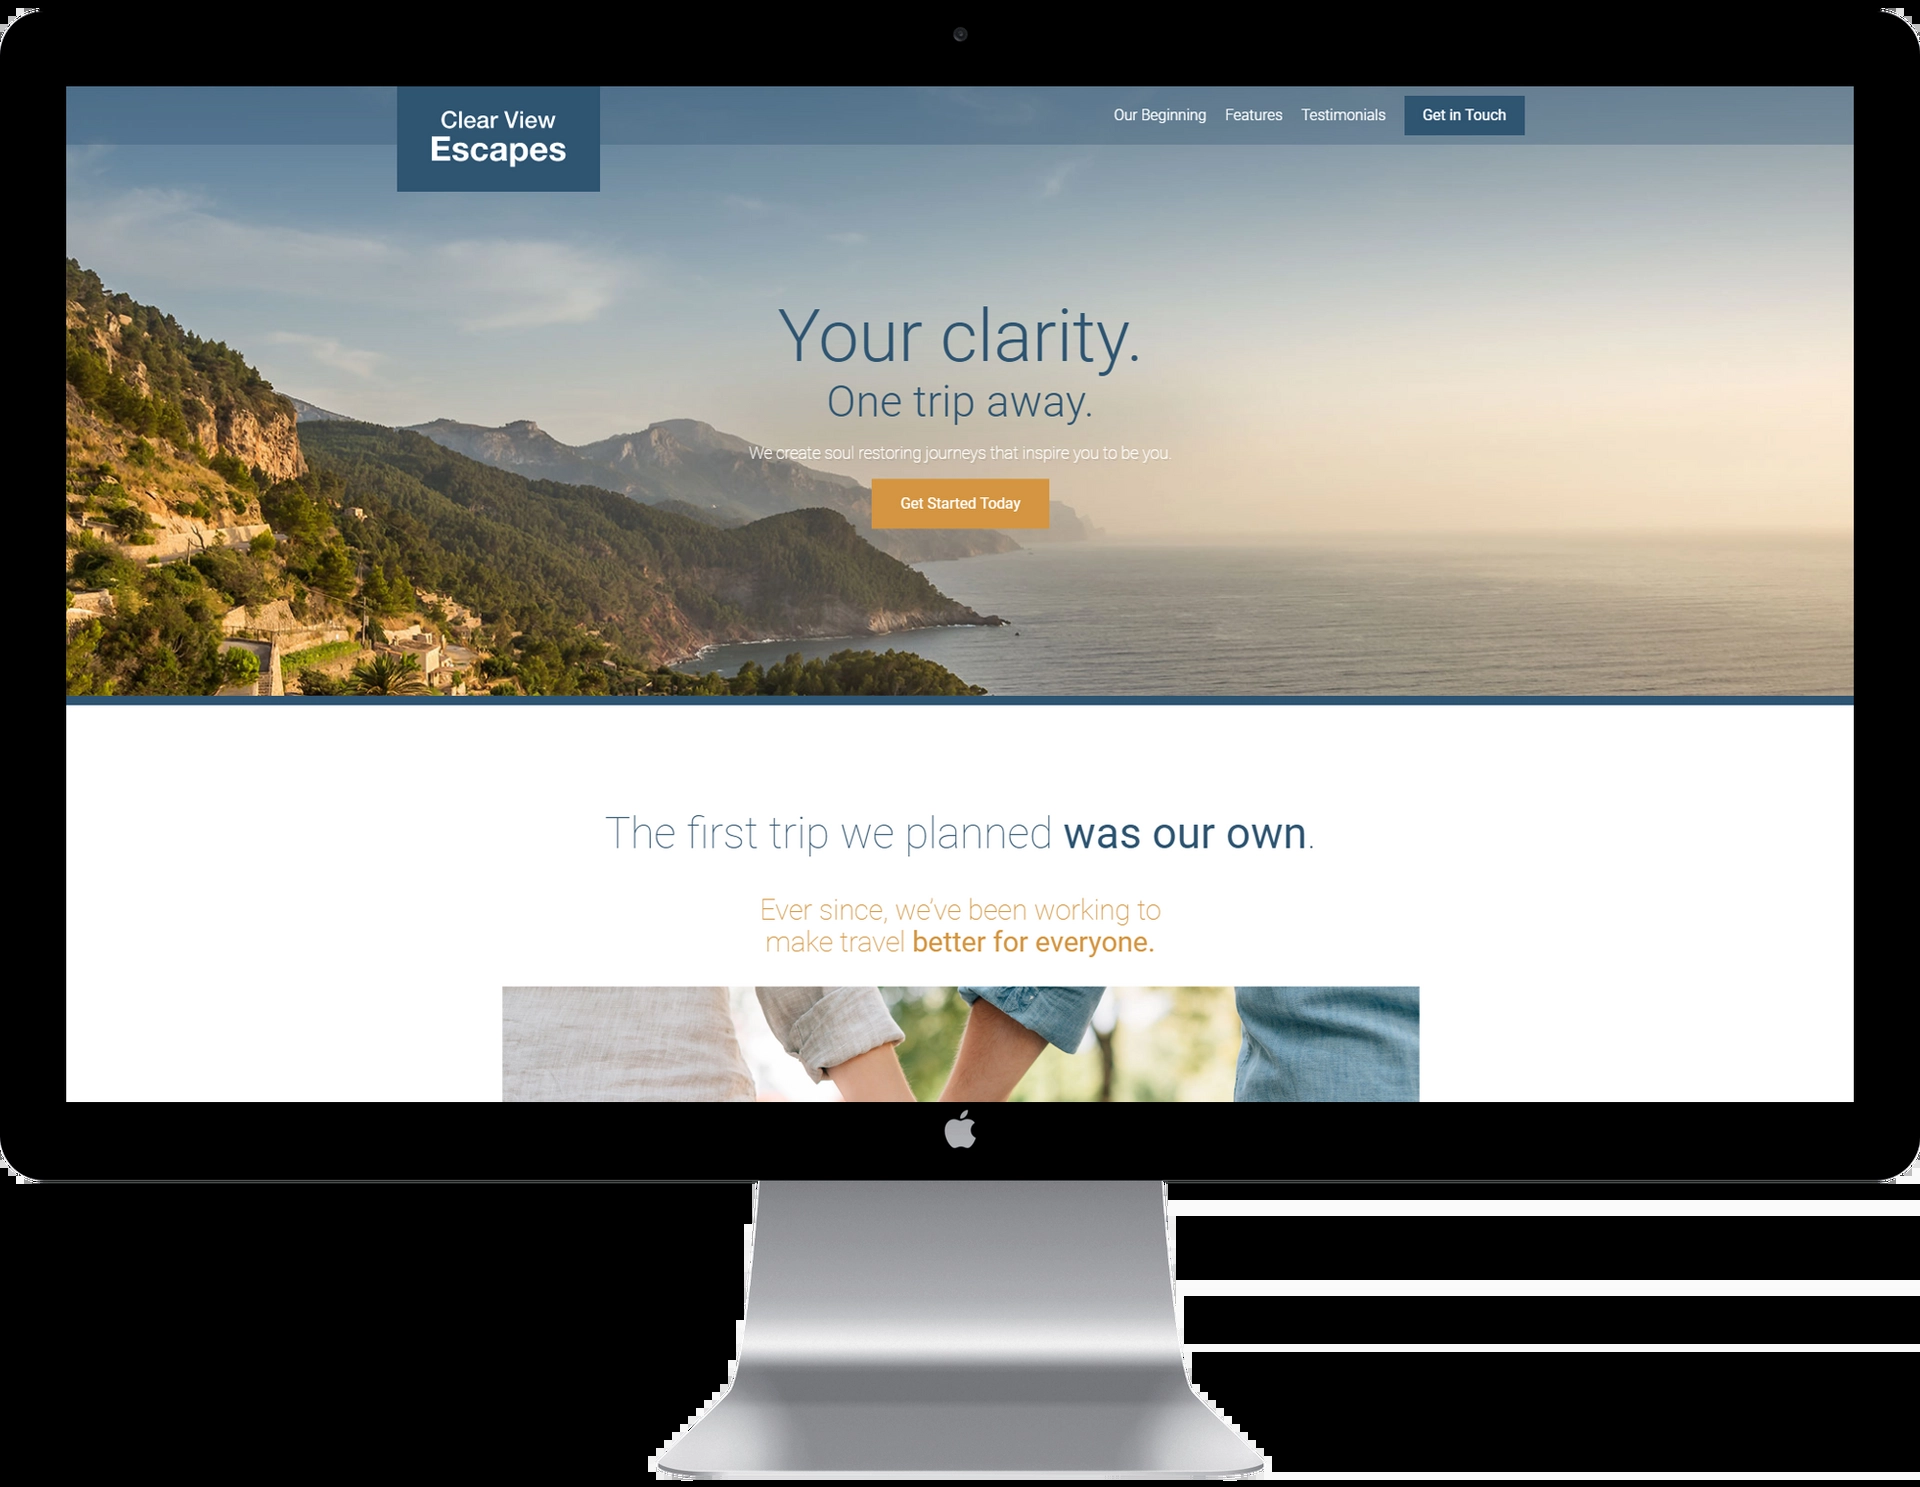 Clear View
Escapes
Our Beginning
Features
Testimonials
Get in Touch
Your clarity.
One trip away.
We create soul restoring journeys that inspire you to be you.
Get Started Today
The first trip we planned was our own.
Ever since, we’ve been working to
make travel better for everyone.